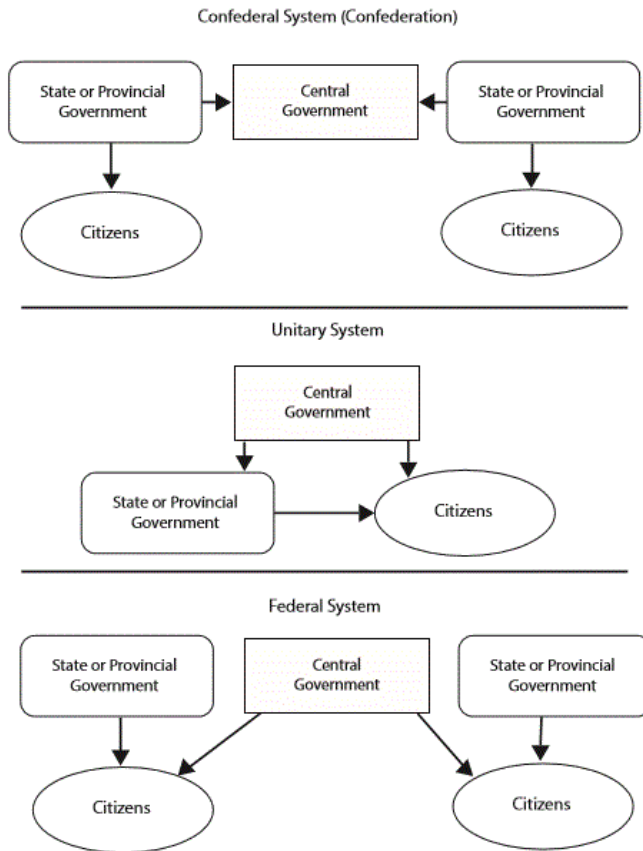 Confederal System (Confederation)
State or Provincial
Government
Central
Government
State or Provincial
Government
Citizens
Citizens
Unitary System
Central
Government
State or Provincial
Government
Citizens
Federal System
State or Provincial
Government
Central
Government
State or Provincial
Government
Citizens
Citizens